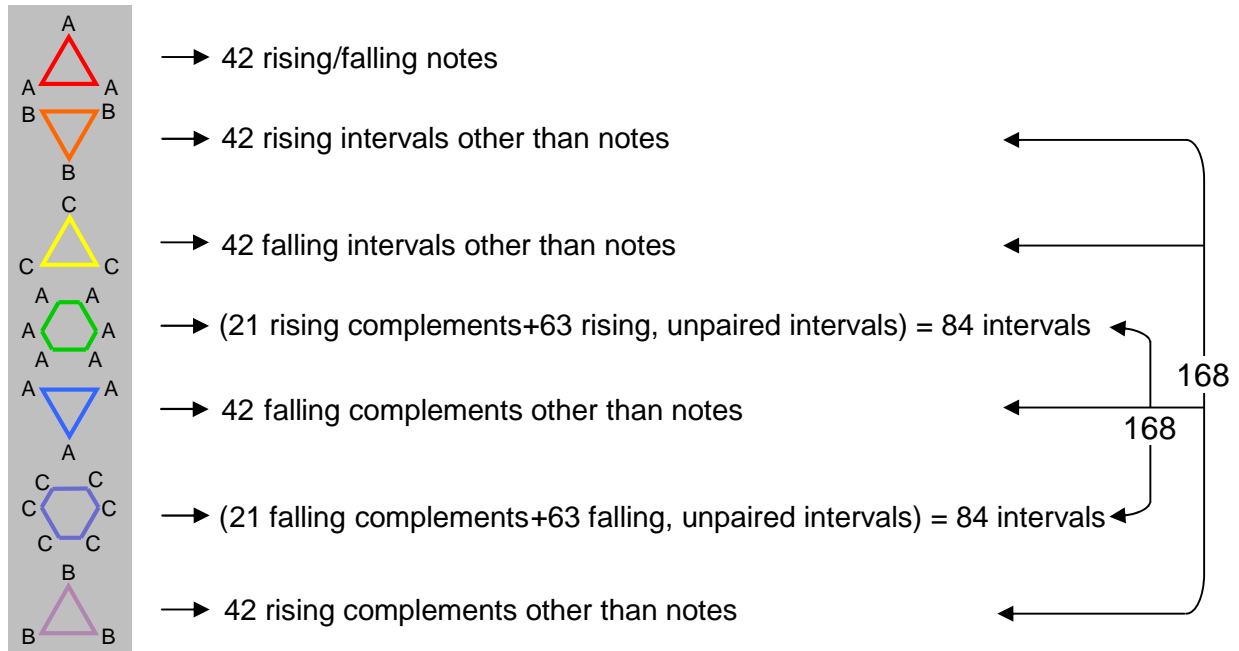 A
42 rising/falling notes
A A
B B
42 rising intervals other than notes
B
C
42 falling intervals other than notes
C C
A A
A A
(21 rising complements+63 rising, unpaired intervals) = 84 intervals
A A
168
A A
42 falling complements other than notes
168
A
C C
C C
(21 falling complements+63 falling, unpaired intervals) = 84 intervals
C C
B
42 rising complements other than notes
B B